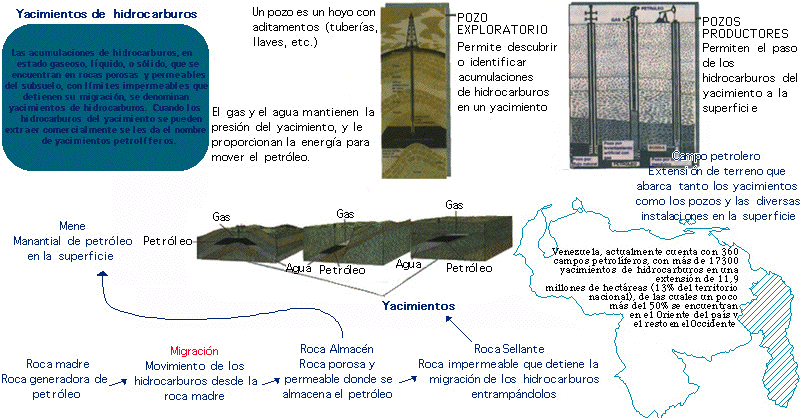 Yacimientos de hidrocarburos
Las acumulaciones de hidrocarburos, en
estado gaseoso, líquido, o sólido, que se
encuentran en rocas porosas y permeables
del subsuelo, con límites impermeables que
detienen su migración, se denominan
yacimientos de hidrocarburos. Cuando los
hidrocarburos del yacimiento se pueden
extraer comercialmente se les da el nombre
de yacimientos petrolíferos.
Un pozo es un hoyo con
aditamentos (tuberías,
llaves, etc.)
El gas y el agua mantienen la
presión del yacimiento, y le
proporcionan la energía para
mover el petróleo.
POZO
EXPLORATORIO
Permite descubrir
o identificar
acumulaciones
de hidrocarburos
en un yacimiento
PETROLEO
GAS
BOMBA
PETROLEO
POZOS
PRODUCTORES
Permiten el paso
de los
hidrocarburos del
yacimiento a la
superficie
Campo petrolero
Extensión de terreno que
abarca tanto los yacimientos
como los pozos y las diversas
instalaciones en la superficie
Mene
Manantial de petróleo
en la superficie
Gas
Gas
Gas
Petróleo
Agua
Petróleo
Agua
Petróleo
Yacimientos
Venezuela, actualmente cuenta con 360
campos petrolíferos, con más de 17300
yacimientos de hidrocarburos en una
extensión de 11,9
millones de hectáreas (13% del territorio
nacional), de las cuales un poco
más del 50% se encuentran
en el Oriente del país y
el resto en el Occidente
Roca madre
Roca generadora de
petróleo
Migración
Movimiento de los
hidrocarburos desde la
roca madre
Roca Almacén
Roca porosa y
permeable donde se
almacena el petróleo
Roca Sellante
Roca impermeable que detiene la
migración de los hidrocarburos
entrampándolos